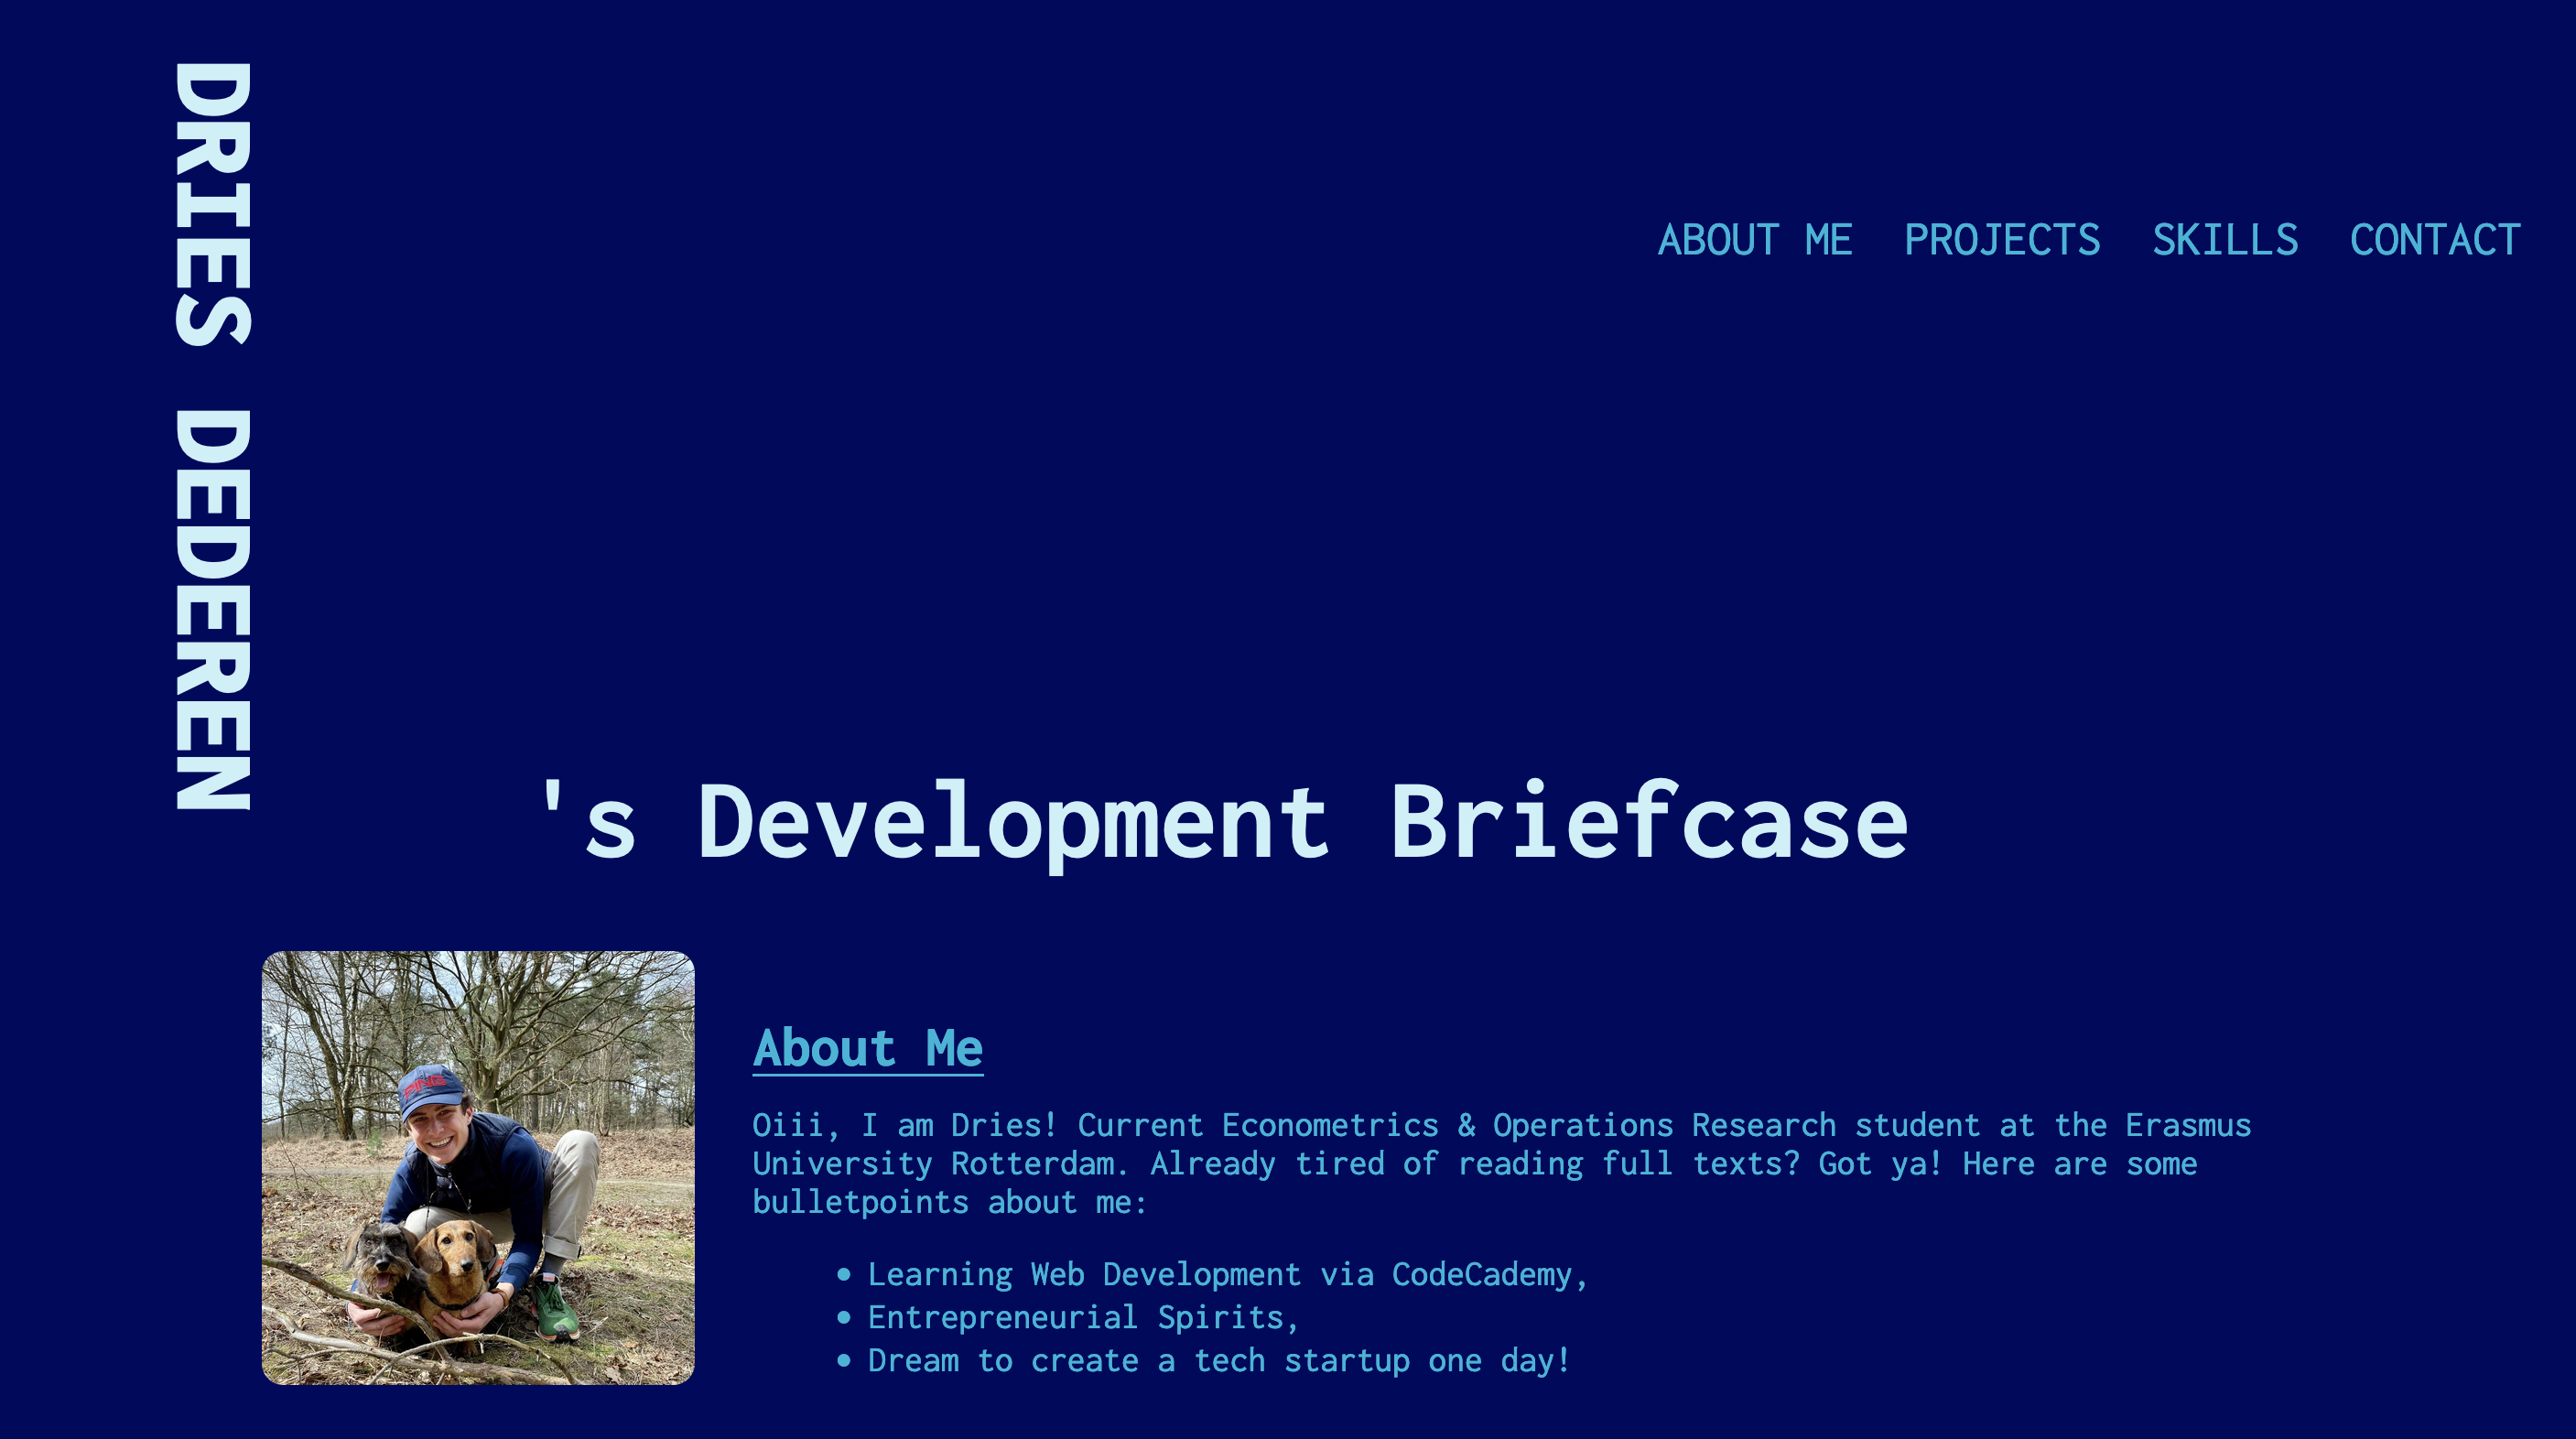 DRIES DEDEREN
ABOUT ME PROJECTS SKILLS CONTACT
's Development Briefcase
PING
About Me
Oiii, I am Dries! Current Econometrics & Operations Research student at the Erasmus
University Rotterdam. Already tired of reading full texts? Got ya! Here are some
bulletpoints about me:
• Learning Web Development via CodeCademy,
• Entrepreneurial Spirits,
• Dream to create a tech startup one day!